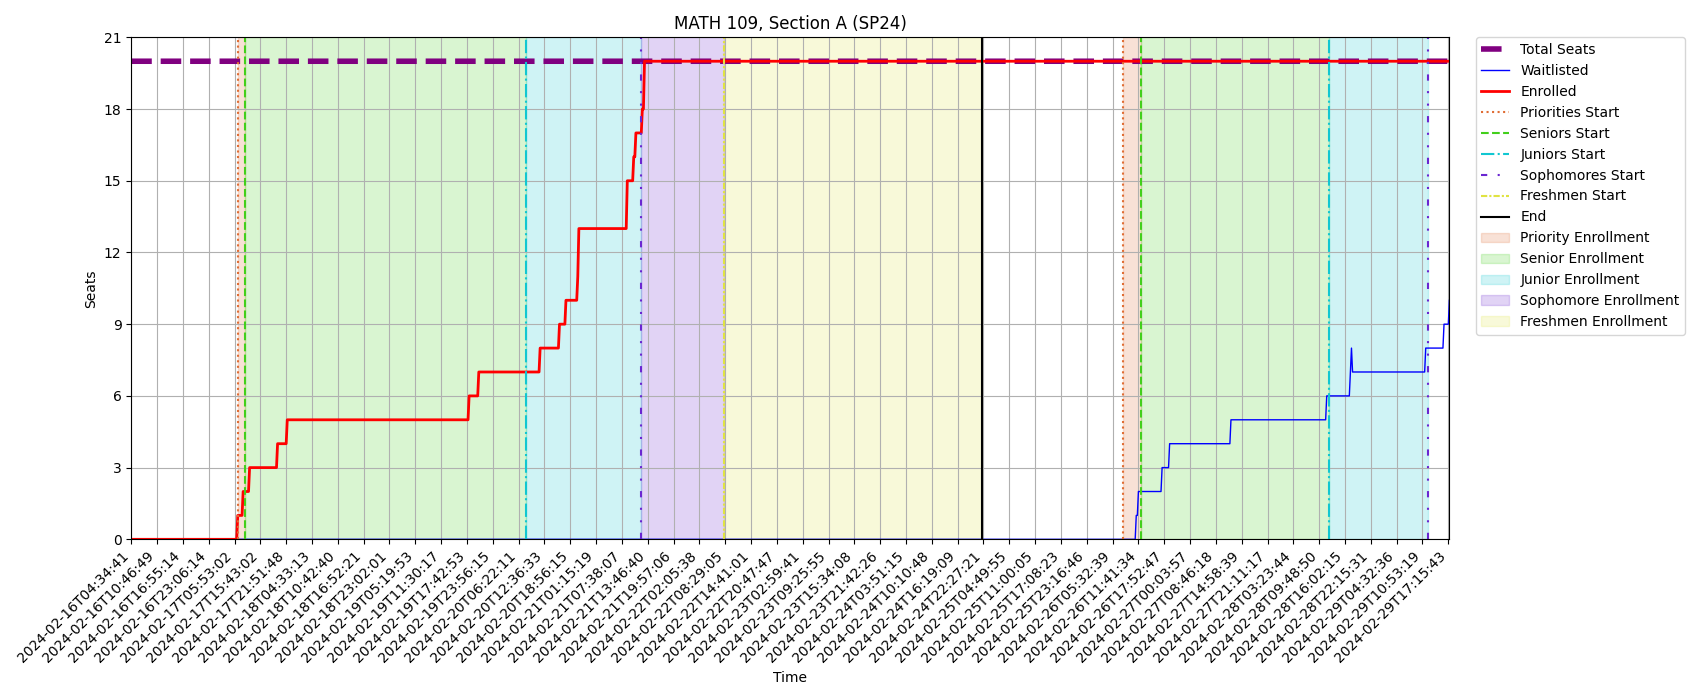 MATH 109, Section A (SP24)
Seats
21
18
15
12
9
6
3
0
2024-02-16T04:34:41
2024-02-16T10:46:49
2024-02-16T16:55:14
2024-02-16T23:06:14
2024-02-17T05:53:02
2024-02-17T15:43:02
2024-02-17T21:51:48
2024-02-18T04:33:13
2024-02-18T10:42:40
2024-02-18T16:52:21
2024-02-18T23:02:01
2024-02-19T05:19:53
2024-02-19T11:30:17
2024-02-19T17:42:53
2024-02-19T23:56:15
2024-02-20T06:22:11
2024-02-20T12:36:33
2024-02-20T18:56:15
2024-02-21T01:15:19
2024-02-21T07:38:07
2024-02-21T13:46:40
2024-02-21T19:57:06
2024-02-22T02:05:38
2024-02-22T08:29:05
2024-02-22T14:41:01
2024-02-22T20:47:47
2024-02-23T02:59:41
2024-02-23T09:25:55
2024-02-23T15:34:08
2024-02-23T21:42:26
2024-02-24T03:51:15
2024-02-24T10:10:48
2024-02-24T16:19:09
2024-02-24T22:27:21
2024-02-25T04:49:55
2024-02-25T11:00:05
2024-02-25T17:08:23
2024-02-25T23:16:46
2024-02-26T05:32:39
2024-02-26T11:41:34
2024-02-26T17:52:47
2024-02-27T00:03:57
2024-02-27T08:46:18
2024-02-27T14:58:39
2024-02-27T21:11:17
2024-02-28T03:23:44
2024-02-28T09:48:50
2024-02-28T16:02:15
2024-02-28T22:15:31
2024-02-29T04:32:36
2024-02-29T10:53:19
2024-02-29T17:15:43
Time
Total Seats
Waitlisted
Enrolled
Priorities Start
Seniors Start
Juniors Start
Sophomores Start
Freshmen Start
End
Priority Enrollment
Senior Enrollment
Junior Enrollment
Sophomore Enrollment
Freshmen Enrollment